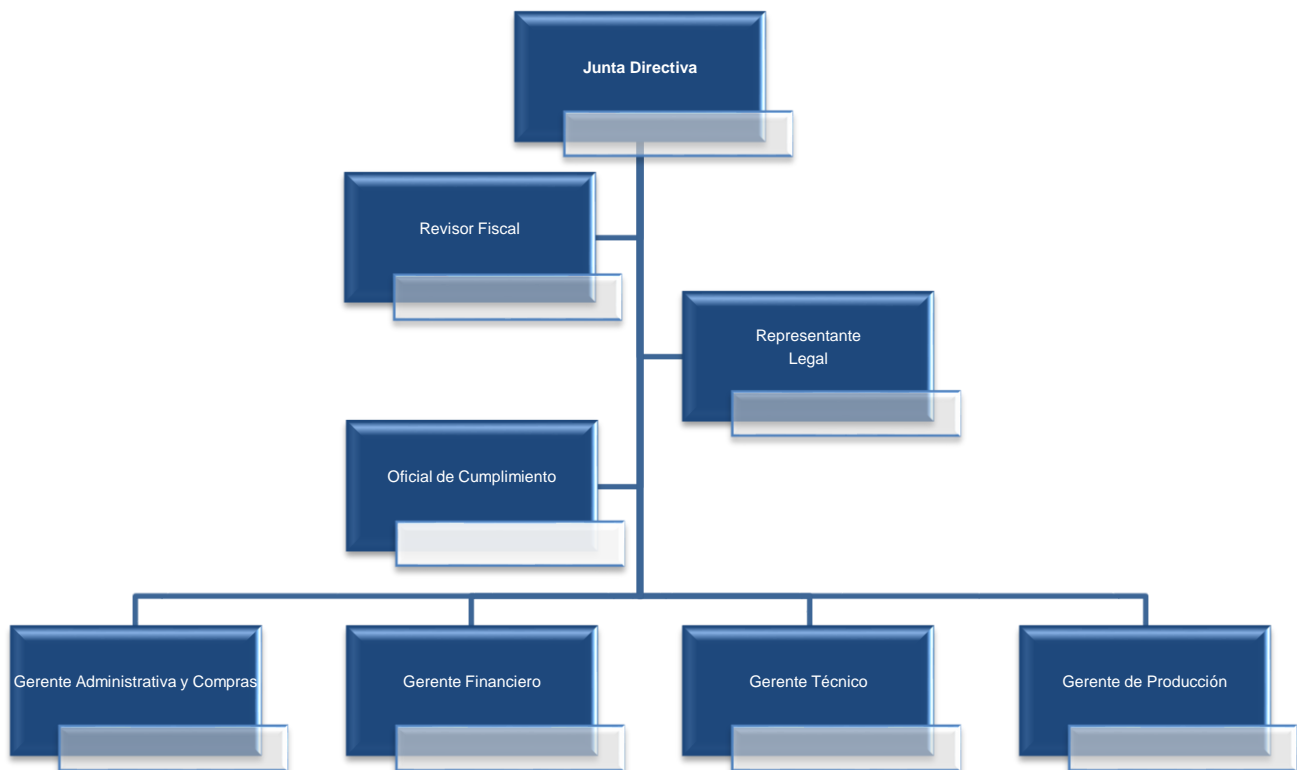 Junta Directiva
Revisor Fiscal
Representante
Legal
Oficial de Cumplimiento
Gerente Administrativa y Compras
Gerente Financiero
Gerente Técnico
Gerente de Producción